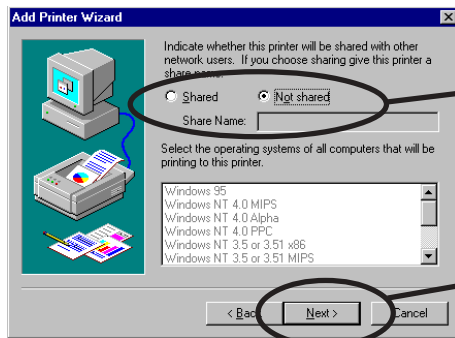 Add Printer Wizard
Indicate whether this printer will be shared with other
network users. If you choose sharing give this printer a
share name.
Shared Not shared
Share Name:
Select the operating systems of all computers that will be
printing to this printer.
Windows 95
Windows NT 4.0 MIPS
Windows NT 4.0 Alpha
Windows NT 4.0 PPC
Windows NT 3.5 or 3.51 x86
Windows NT 3.5 or 3.51 MIPS
< Back Next > Cancel